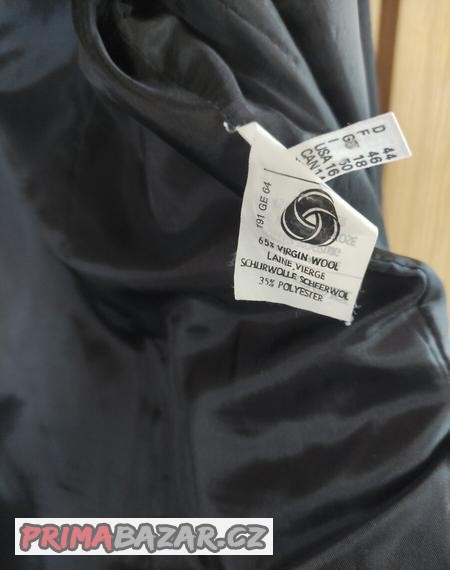 D 44
F 46
GB 18
I 50
USA 16
CAN 1
191 GE 64
65% VIRGIN WOOL
LAINE VIERGE
SCHURWOLLE SCHEERWOL
35% POLYESTER
PRIMABAZAR.CZ